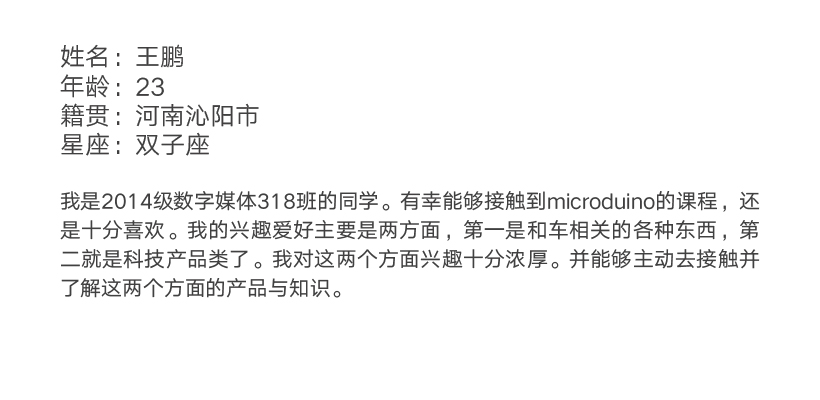 姓名：王鹏
年龄：23
籍贯：河南沁阳市
星座：双子座
我是2014级数字媒体318班的同学。有幸能够接触到microduino的课程，还
是十分喜欢。我的兴趣爱好主要是两方面，第一是和车相关的各种东西，第
二就是科技产品类了。我对这两个方面兴趣十分浓厚。并能够主动去接触并
了解这两个方面的产品与知识。